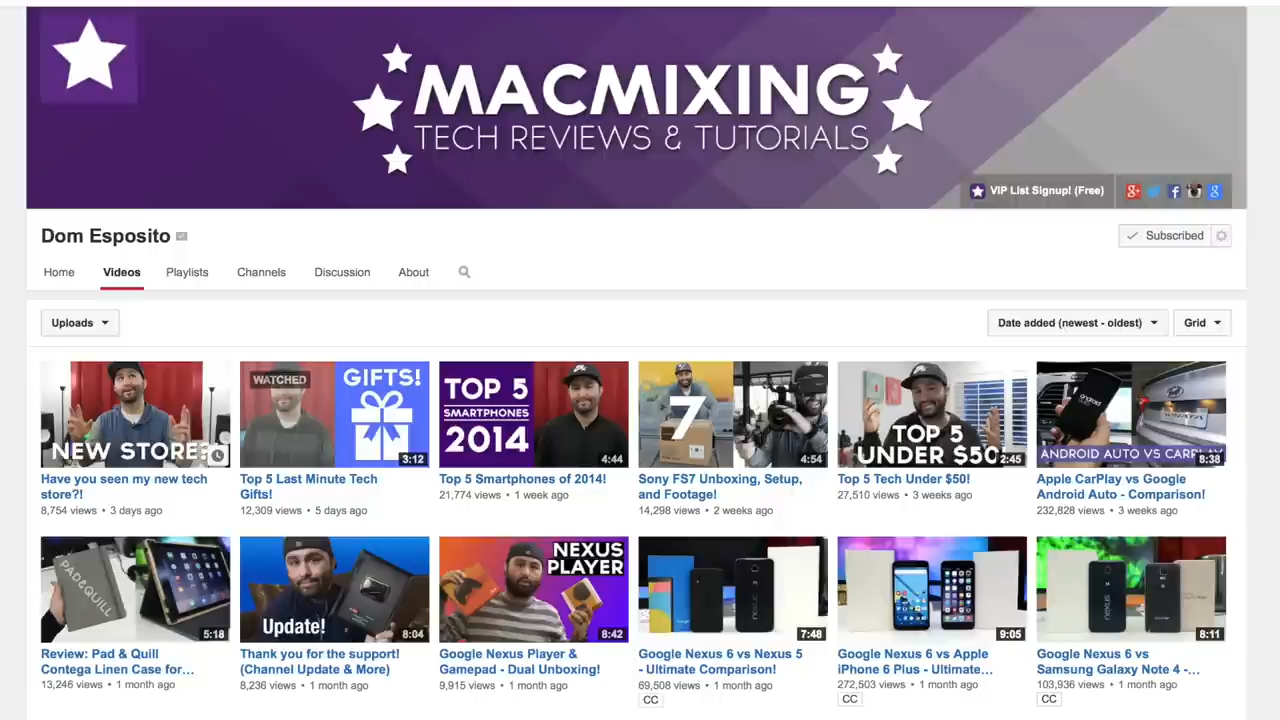 MACMIXING
TECH REVIEWS & TUTORIALS
VIP List Signup! (Free)
Dom Esposito
Subscribed
Home Videos Playlists Channels Discussion About
Uploads
Date added (newest - oldest) Grid
NEW STORE?
WATCHED
GIFTS!
3:12
TOP 5
SMARTPHONES
2014
4:44
7
4:54
TOP 5
UNDER $50
2:45
ANDROID AUTO VS CARPLAY
8:38
Have you seen my new tech
store?!
8,754 views • 3 days ago
Top 5 Last Minute Tech
Gifts!
12,309 views • 5 days ago
Top 5 Smartphones of 2014!
21,774 views • 1 week ago
Sony FS7 Unboxing, Setup,
and Footage!
14,298 views • 2 weeks ago
Top 5 Tech Under $50!
27,510 views • 3 weeks ago
Apple CarPlay vs Google
Android Auto - Comparison!
232,828 views • 3 weeks ago
PAD&QUILL
5:18
Update!
8:04
NEXUS
PLAYER
8:42
7:48
9:05
8:11
Review: Pad & Quill
Contega Linen Case for...
13,246 views • 1 month ago
Thank you for the support!
(Channel Update & More)
8,236 views • 1 month ago
Google Nexus Player &
Gamepad - Dual Unboxing!
9,915 views • 1 month ago
Google Nexus 6 vs Nexus 5
- Ultimate Comparison!
69,508 views • 1 month ago
CC
Google Nexus 6 vs Apple
iPhone 6 Plus - Ultimate...
272,503 views • 1 month ago
CC
Google Nexus 6 vs
Samsung Galaxy Note 4 -...
103,936 views • 1 month ago
CC